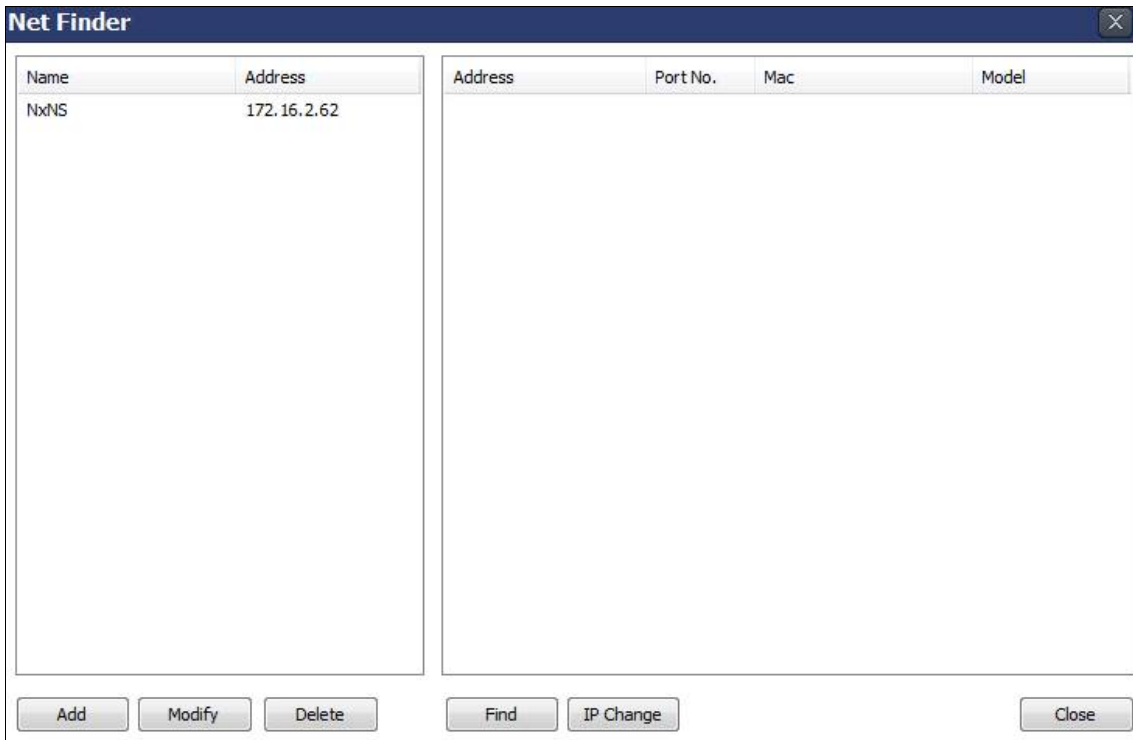 Net Finder
Name Address
NxNS 172.16.2.62
Address Port No. Mac Model
Add Modify Delete Find IP Change Close